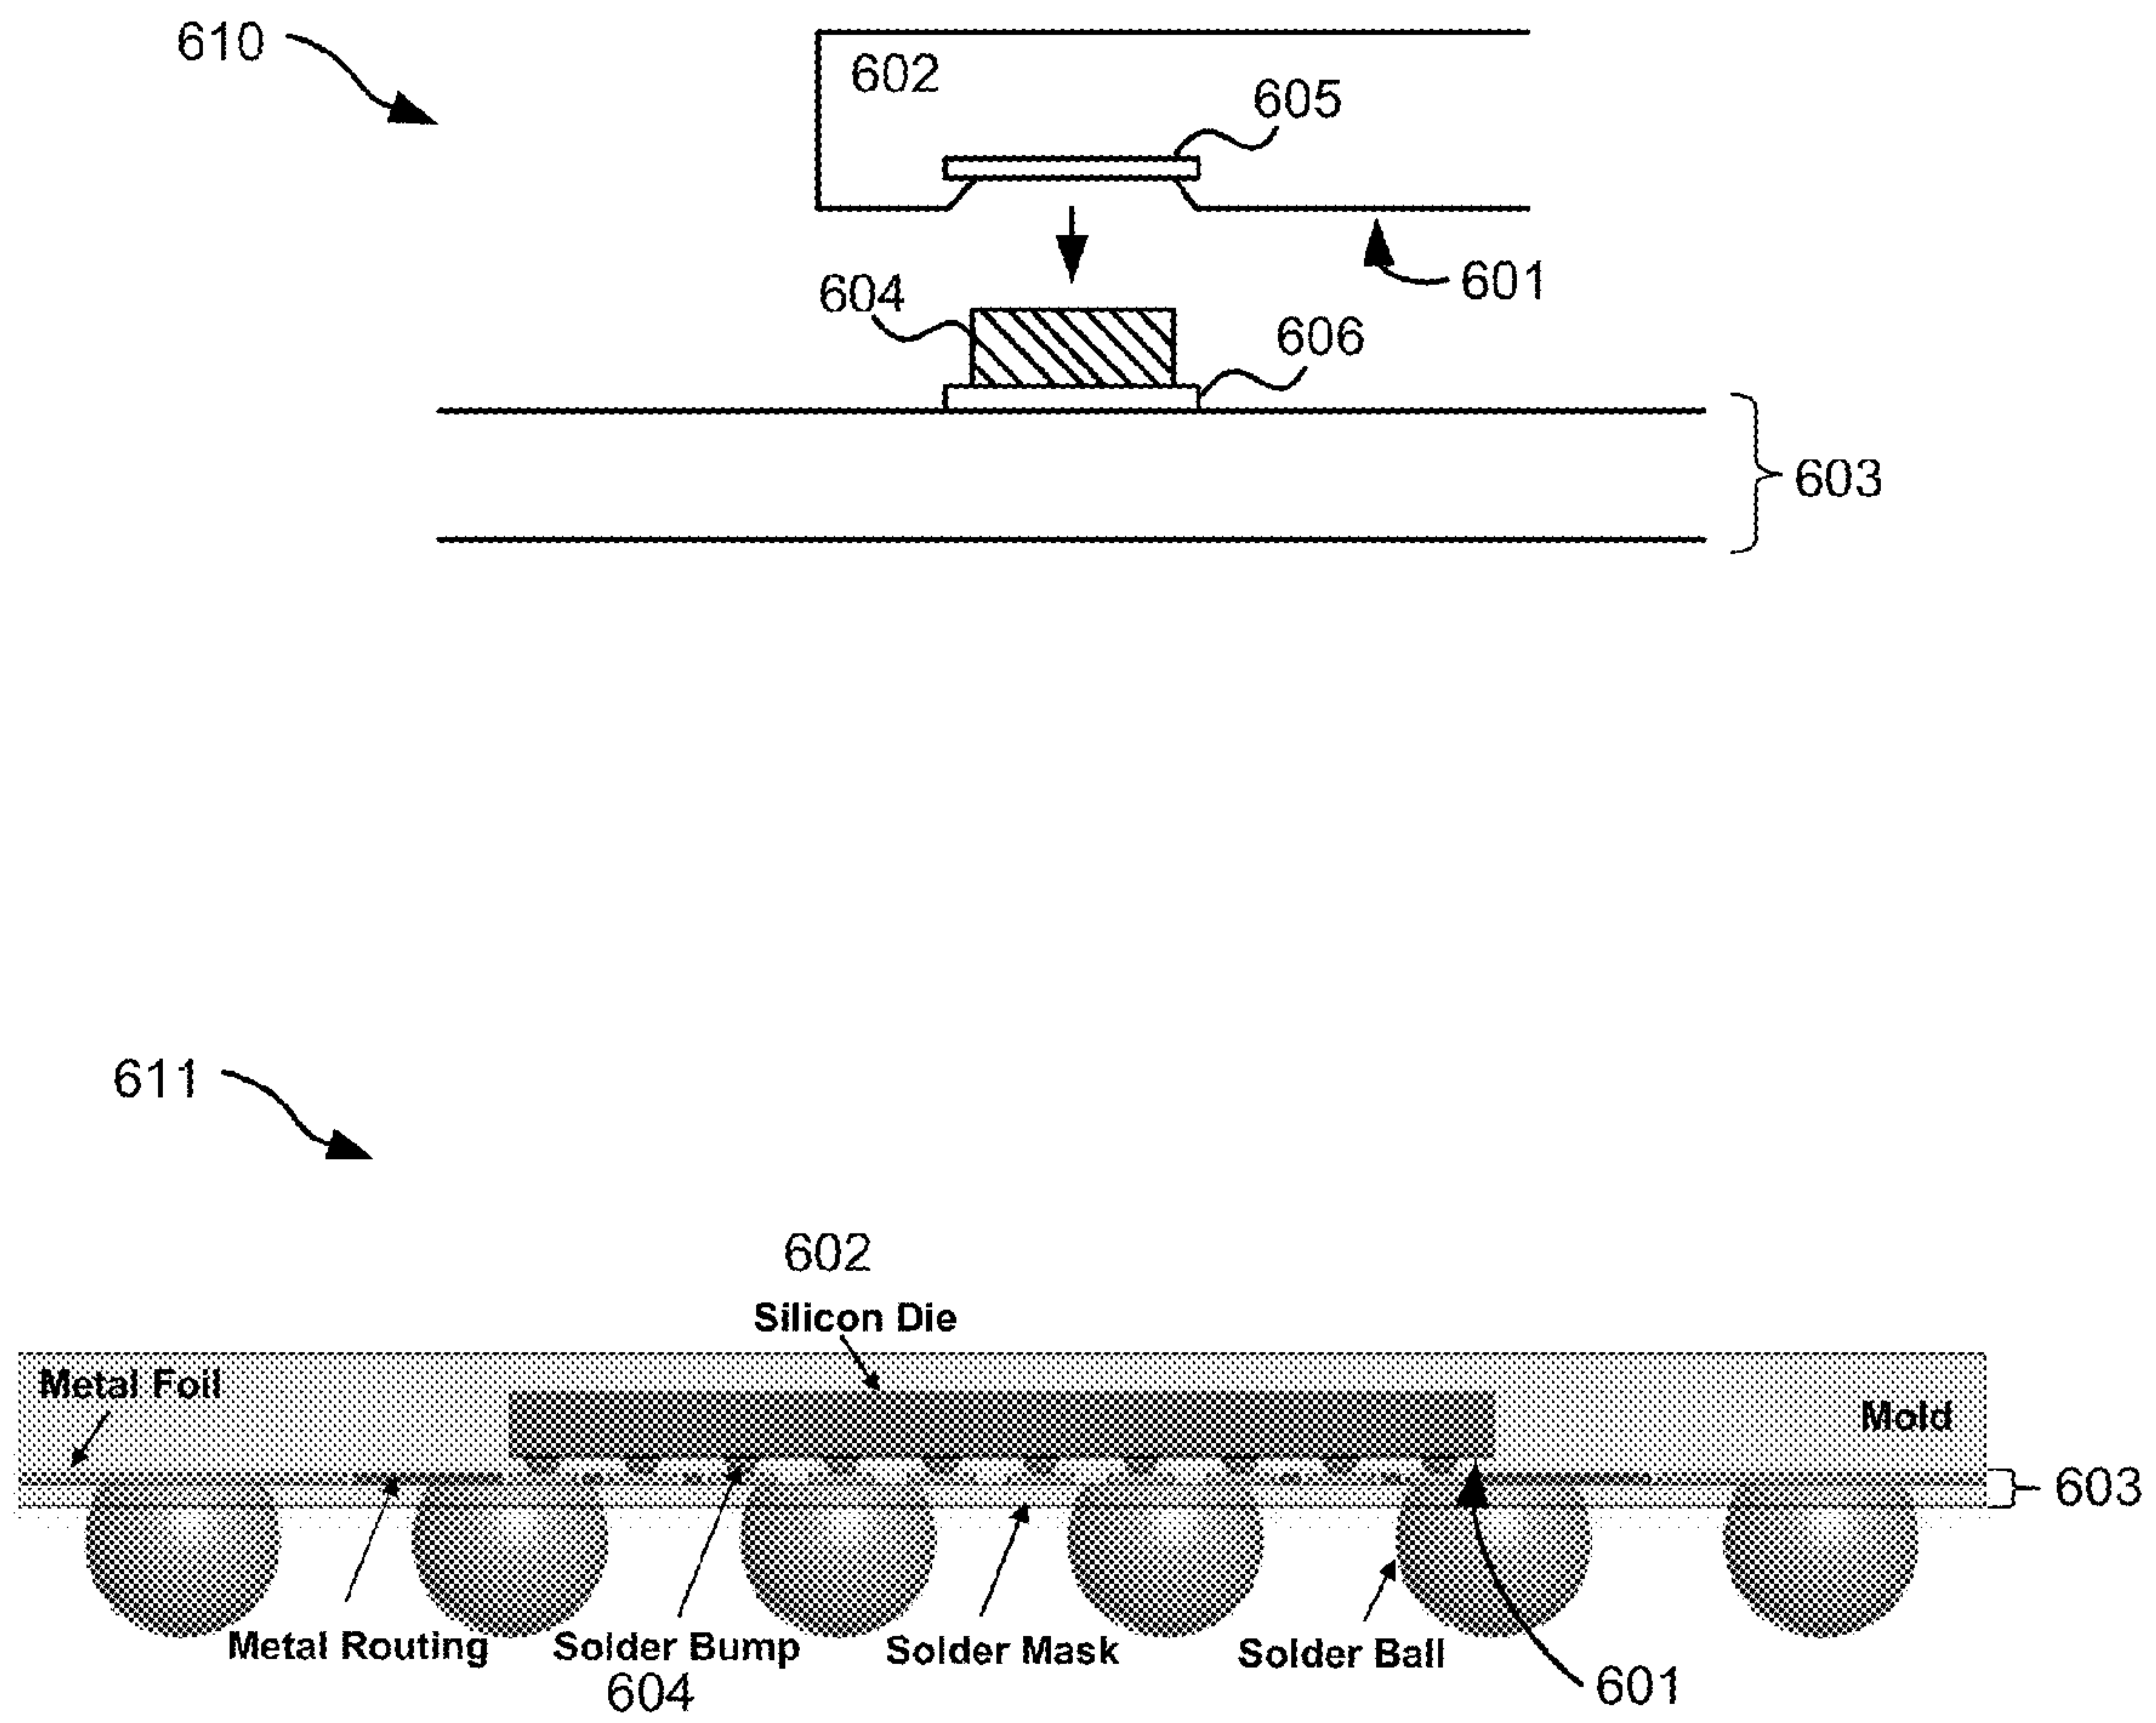 610
602
605
601
604
606
603
611
602
Silicon Die
Metal Foil
Mold
603
Metal Routing
Solder Bump
604
Solder Mask
Solder Ball
601